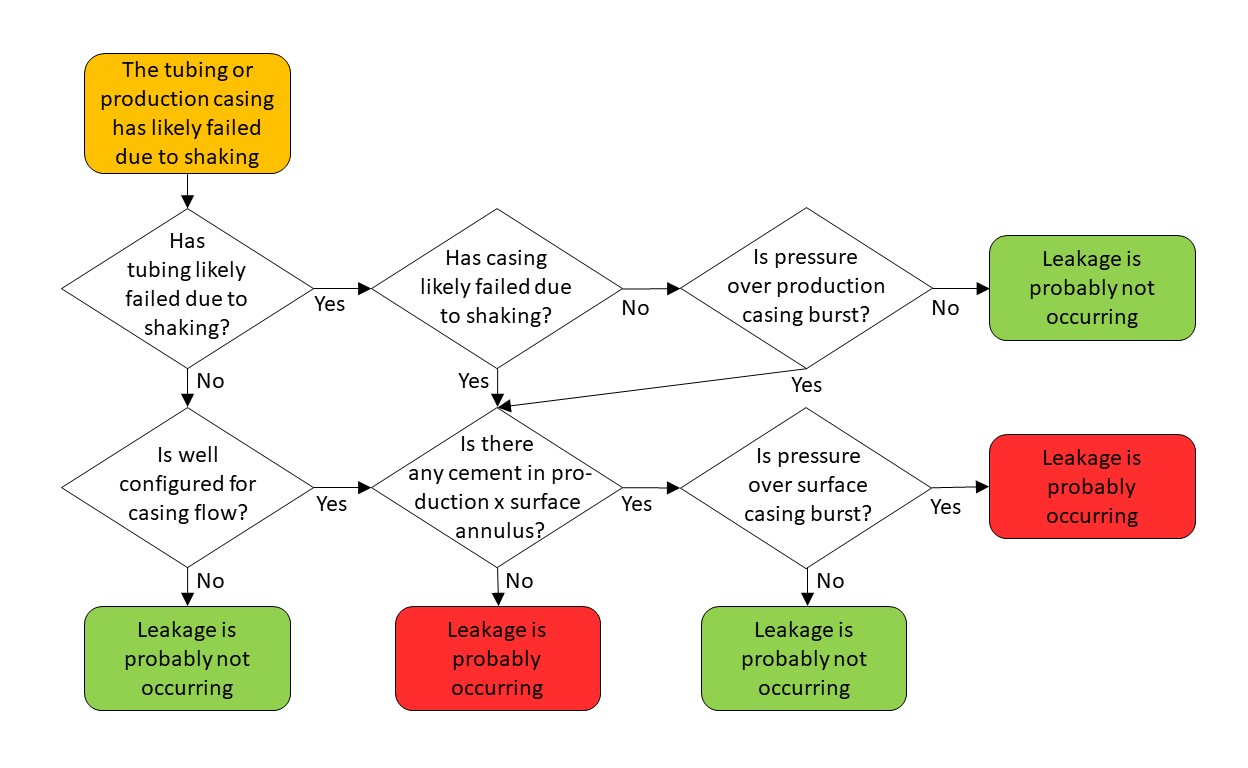 The tubing or
production casing
has likely failed
due to shaking
Has
tubing likely
failed due to
shaking?
Yes
Has casing
likely failed due
to shaking?
No
Is pressure
over production
casing burst?
No
Leakage is
probably not
occurring
No
Yes
Yes
Is well
configured for
casing flow?
Yes
Is there
any cement in pro-
duction x surface
annulus?
Yes
Is pressure
over surface
casing burst?
Yes
Leakage is
probably
occurring
No
No
No
Leakage is
probably not
occurring
Leakage is
probably
occurring
Leakage is
probably not
occurring